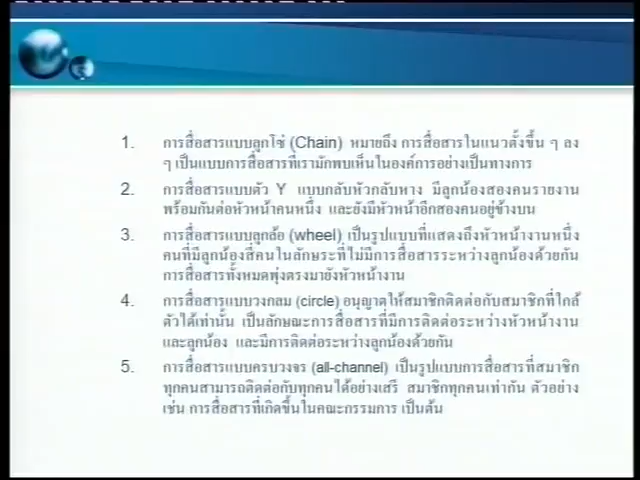 1. การสื่อสารแบบลูกโซ่ (Chain) หมายถึง การสื่อสารในแนวดั้งขึ้น ๆ ลง
ๆ เป็นแบบการสื่อสารที่เรามักพบเห็นในองค์การอย่างเป็นทางการ
2. การสื่อสารแบบตัว Y แบบกลับหัวกลับหาง มีลูกน้องสองคนรายงาน
พร้อมกันต่อหัวหน้าคนหนึ่ง และยังมีหัวหน้าอีกสองคนอยู่ข้างบน
3. การสื่อสารแบบลูกล้อ (wheel) เป็นรูปแบบที่แสดงถึงหัวหน้างานหนึ่ง
คนที่มีลูกน้องสี่คนในลักษระที่ไม่มีการสื่อสารระหว่างลูกน้องด้วยกัน
การสื่อสารทั้งหมดพุ่งตรงมายังหัวหน้างาน
4. การสื่อสารแบบวงกลม (circle) อนุญาตให้สมาชิกติดต่อกับสมาชิกที่ใกล้
ตัวได้เท่านั้น เป็นลักษณะการสื่อสารที่มีการติดต่อระหว่างหัวหน้างาน
และลูกน้อง และมีการติดต่อระหว่างลูกน้องด้วยกัน
5. การสื่อสารแบบครบวงจร (all-channel) เป็นรูปแบบการสื่อสารที่สมาชิก
ทุกคนสามารถติดต่อกับทุกคนได้อย่างเสรี สมาชิกทุกคนเท่ากัน ตัวอย่าง
เช่น การสื่อสารที่เกิดขึ้นในคณะกรรมการ เป็นต้น